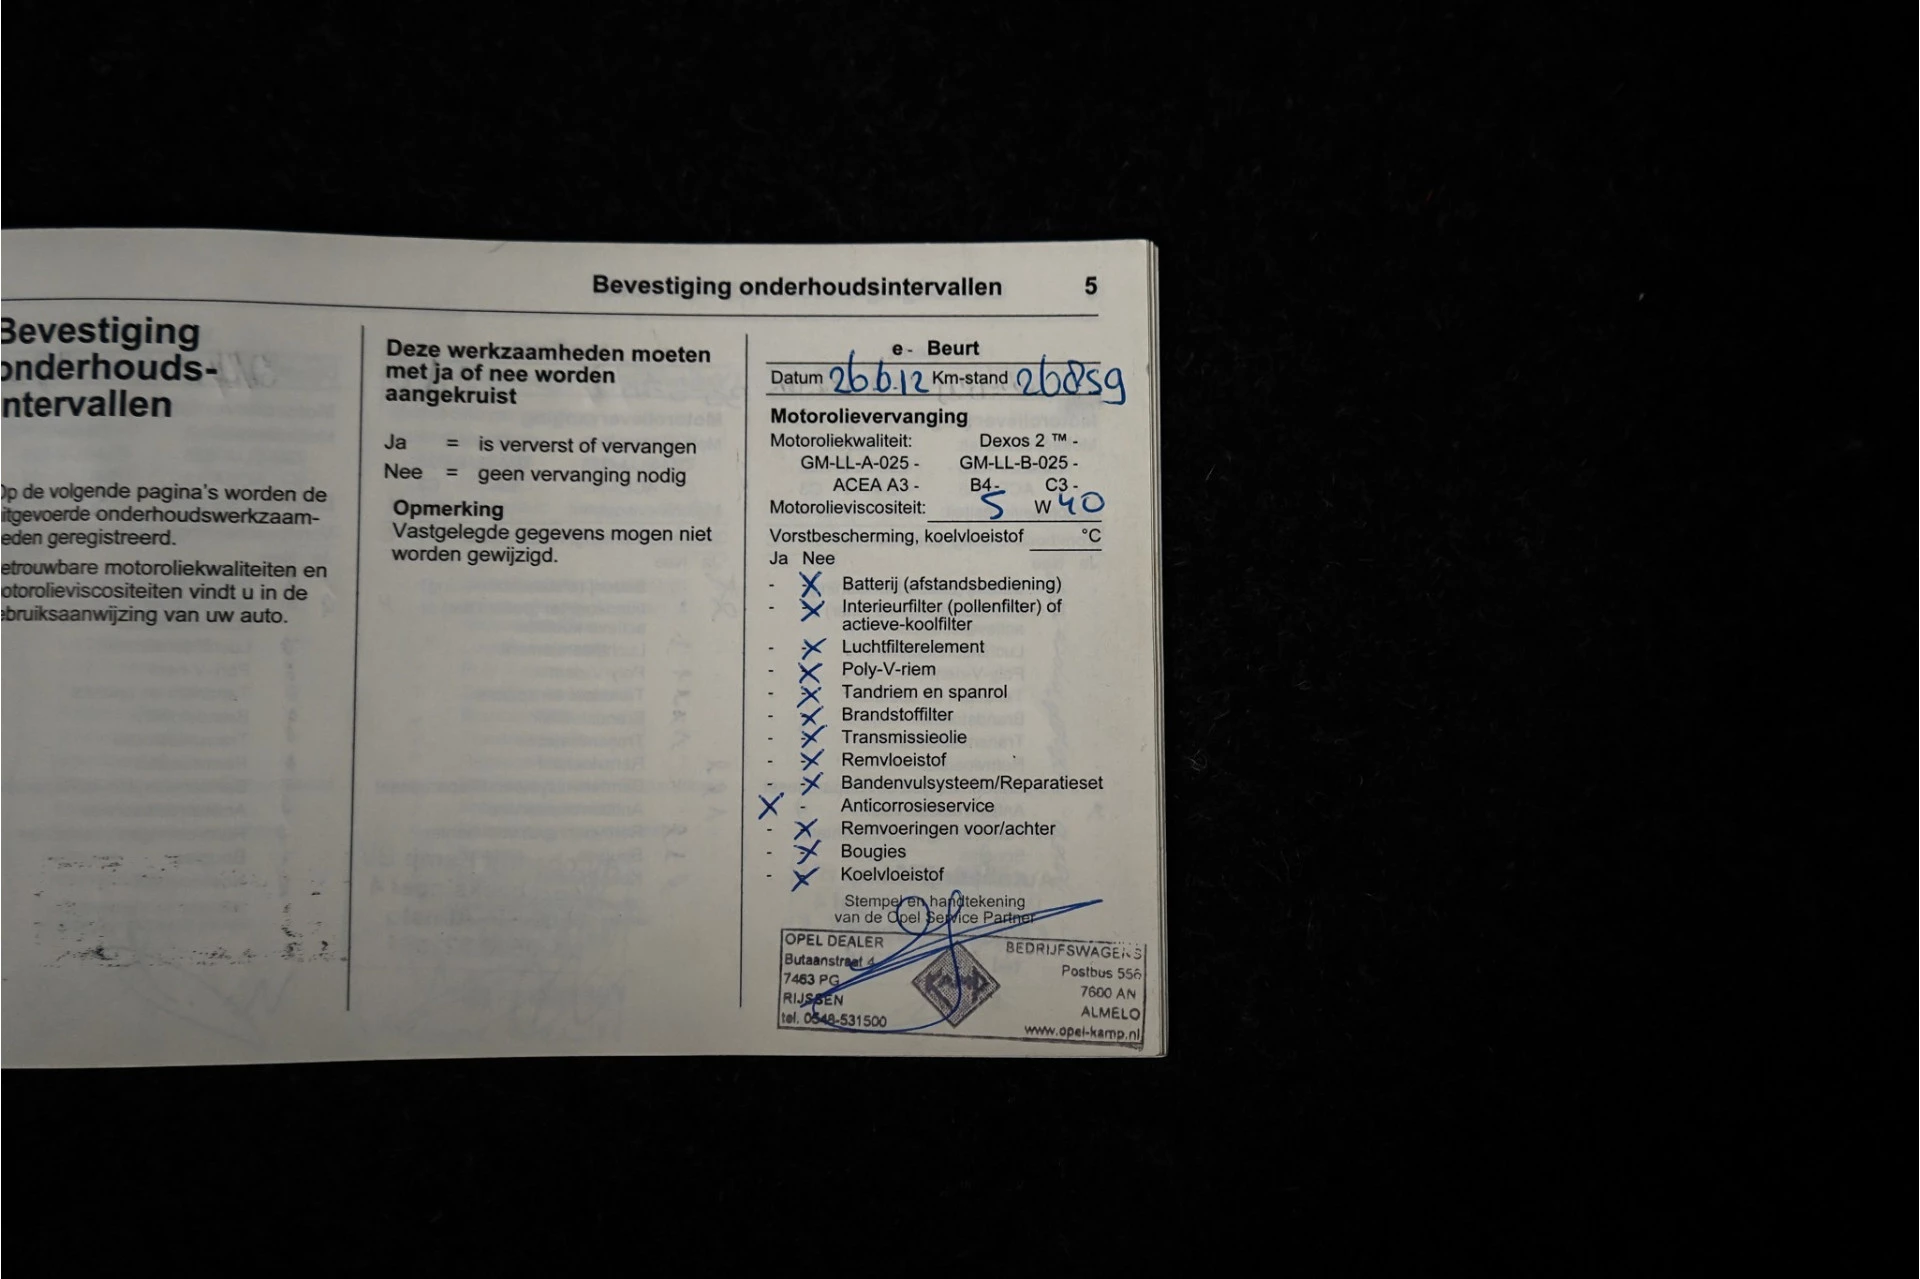 Bevestiging onderhoudsintervallen 5
Bevestiging
onderhouds-
intervallen
Op de volgende pagina's worden de
uitgevoerde onderhoudswerkzaam-
heden geregistreerd.
etrouwbare motoroliekwaliteiten en
motorolieviscositeiten vindt u in de
gebruiksaanwijzing van uw auto.
Deze werkzaamheden moeten
met ja of nee worden
aangekruist
Ja = is ververst of vervangen
Nee = geen vervanging nodig
Opmerking
Vastgelegde gegevens mogen niet
worden gewijzigd.
e- Beurt
Datum 26.6.12 Km-stand 26859
Motorolievervanging
Motoroliekwaliteit: Dexos 2 ™ -
GM-LL-A-025 - GM-LL-B-025 -
ACEA A3 - B4- C3 -
Motorolieviscositeit: 5 W 40
Vorstbescherming, koelvloeistof °C
Ja Nee
- X Batterij (afstandsbediening)
- X Interieurfilter (pollenfilter) of
actieve-koolfilter
- X Luchtfilterelement
- X Poly-V-riem
- X Tandriem en spanrol
- X Brandstoffilter
- X Transmissieolie
- X Remvloeistof
- X Bandenvulsysteem/Reparatieset
X - Anticorrosieservice
- X Remvoeringen voor/achter
- X Bougies
- X Koelvloeistof
Stempel en handtekening
van de Opel Service Partner
OPEL DEALER
Butaanstraat 4
7463 PG
RIJSSEN
tel. 0548-531500
KAMP
BEDRIJFSWAGENS
Postbus 556
7600 AN
ALMELO
www.opel-kamp.nl